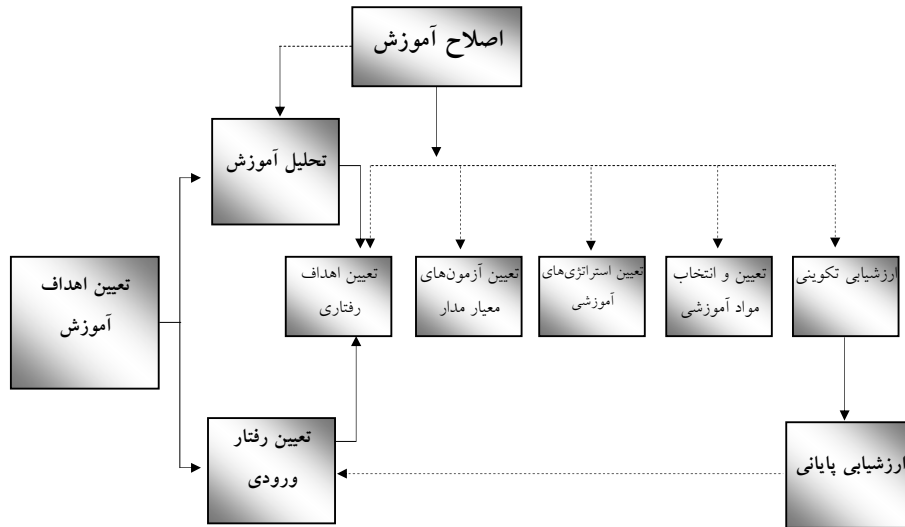 اصلاح آموزش
تحلیل آموزش
تعیین اهداف
آموزش
تعیین اهداف
رفتاری
تعیین آزمون‌های
معیار مدار
تعیین استراتژی‌های
آموزشی
تعیین و انتخاب
مواد آموزشی
ارزشیابی تکوینی
تعیین رفتار
ورودی
ارزشیابی پایانی